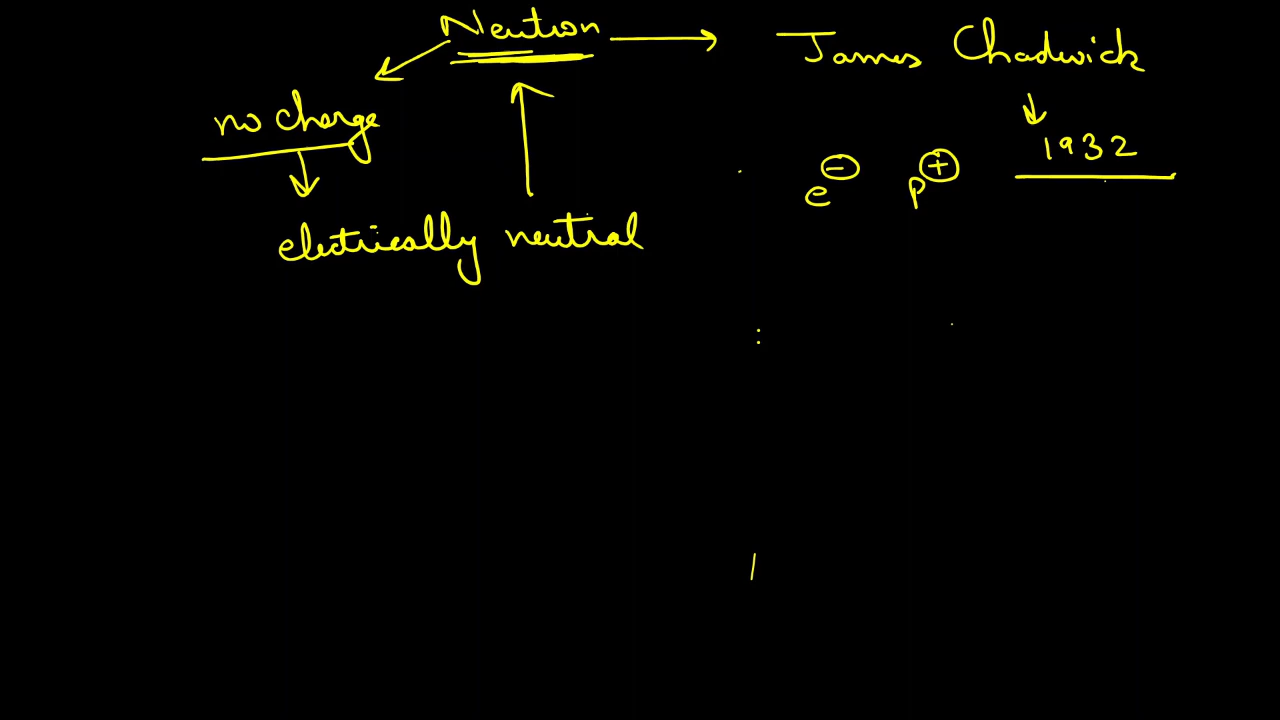 Neutron → James Chadwick
no charge
1932
e⊖ p⊕
electrically neutral